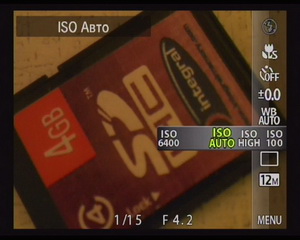 ISO Авто
4GB
SD
Integral
OFF
±0.0
WB
AUTO
ISO 6400
ISO AUTO
ISO HIGH
ISO 100
12M
Lock
(A)
1/15 F 4.2 MENU